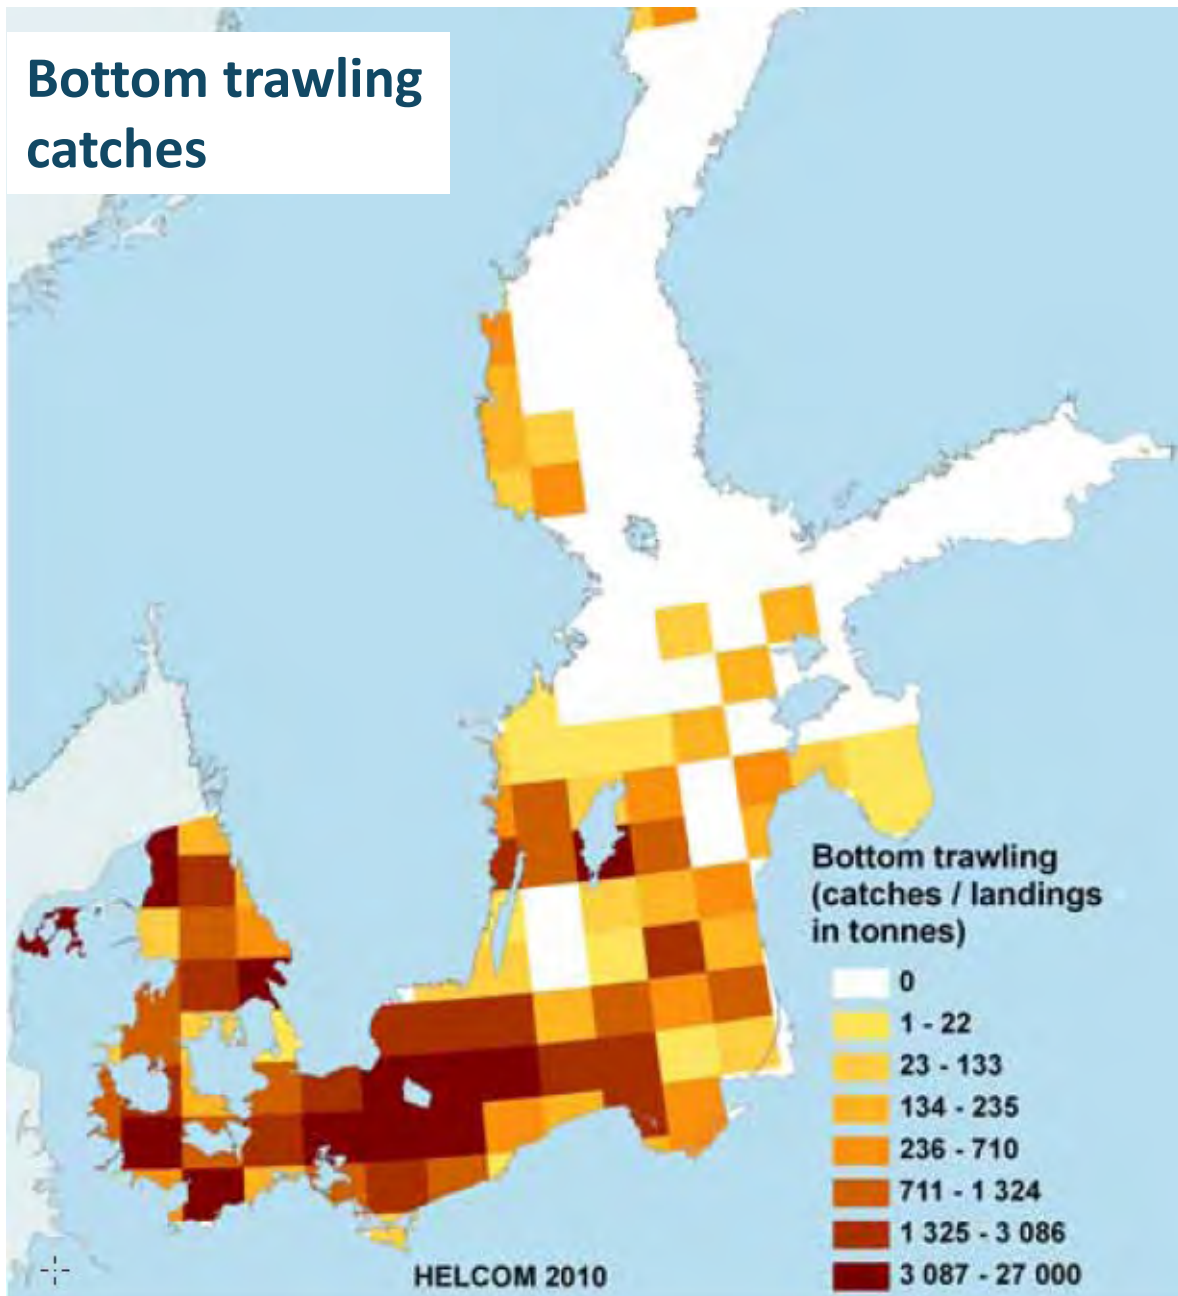 Bottom trawling
catches
Bottom trawling
(catches / landings
in tonnes)
0
1 - 22
23 - 133
134 - 235
236 - 710
711 - 1 324
1 325 - 3 086
3 087 - 27 000
HELCOM 2010